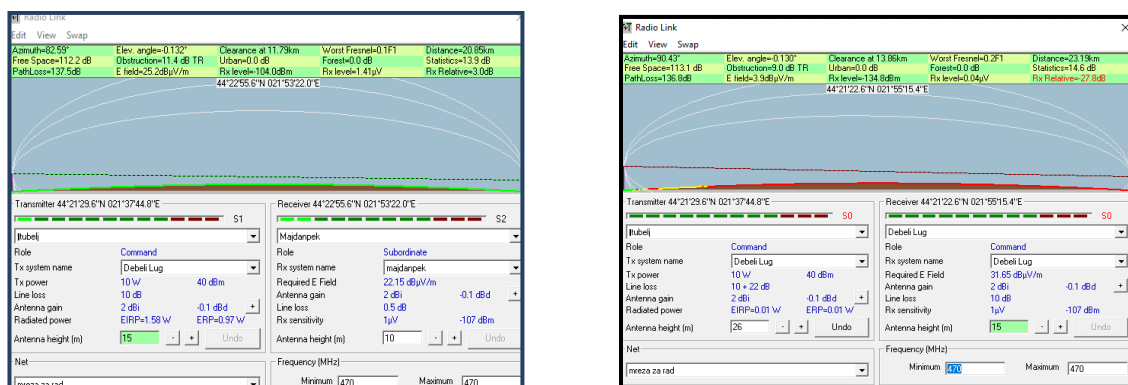 Radio Link
Edit View Swap
Azimuth=82.59° Elev. angle=-0.132° Clearance at 11.79km Worst Fresnel=0.1F1 Distance=20.85km
Free Space=112.2 dB Obstruction=11.4 dB TR Urban=0.0 dB Forest=0.0 dB Statistics=13.9 dB
PathLoss=137.5dB E field=25.2dBµV/m Rx level=-104.0dBm Rx level=1.41µV Rx Relative=3.0dB
44°22'55.6"N 021°53'22.0"E
Transmitter 44°21'29.6"N 021°37'44.8"E
S1
ltubelj
Role Command
Tx system name Debeli Lug
Tx power 10 W 40 dBm
Line loss 10 dB
Antenna gain 2 dBi -0.1 dBd +
Radiated power EIRP=1.58 W ERP=0.97 W
Antenna height (m) 15 - + Undo
Net
mreza za rad
Receiver 44°22'55.6"N 021°53'22.0"E
S2
Majdanpek
Role Subordinate
Rx system name majdanpek
Required E Field 22.15 dBµV/m
Antenna gain 2 dBi -0.1 dBd +
Line loss 0.5 dB
Rx sensitivity 1µV -107 dBm
Antenna height (m) 10 - + Undo
Frequency (MHz)
Minimum 470 Maximum 470
Radio Link
Edit View Swap
Azimuth=90.43° Elev. angle=-0.130° Clearance at 13.86km Worst Fresnel=0.2F1 Distance=23.19km
Free Space=113.1 dB Obstruction=9.0 dB TR Urban=0.0 dB Forest=0.0 dB Statistics=14.6 dB
PathLoss=136.8dB E field=3.9dBµV/m Rx level=-134.8dBm Rx level=0.04µV Rx Relative=-27.8dB
44°21'22.6"N 021°55'15.4"E
Transmitter 44°21'29.6"N 021°37'44.8"E
S0
ltubelj
Role Command
Tx system name Debeli Lug
Tx power 10 W 40 dBm
Line loss 10 + 22 dB
Antenna gain 2 dBi -0.1 dBd +
Radiated power EIRP=0.01 W ERP=0.01 W
Antenna height (m) 26 - + Undo
Net
mreza za rad
Receiver 44°21'22.6"N 021°55'15.4"E
S0
Debeli Lug
Role Command
Rx system name Debeli Lug
Required E Field 31.65 dBµV/m
Antenna gain 2 dBi -0.1 dBd +
Line loss 10 dB
Rx sensitivity 1µV -107 dBm
Antenna height (m) 15 - + Undo
Frequency (MHz)
Minimum 470 Maximum 470